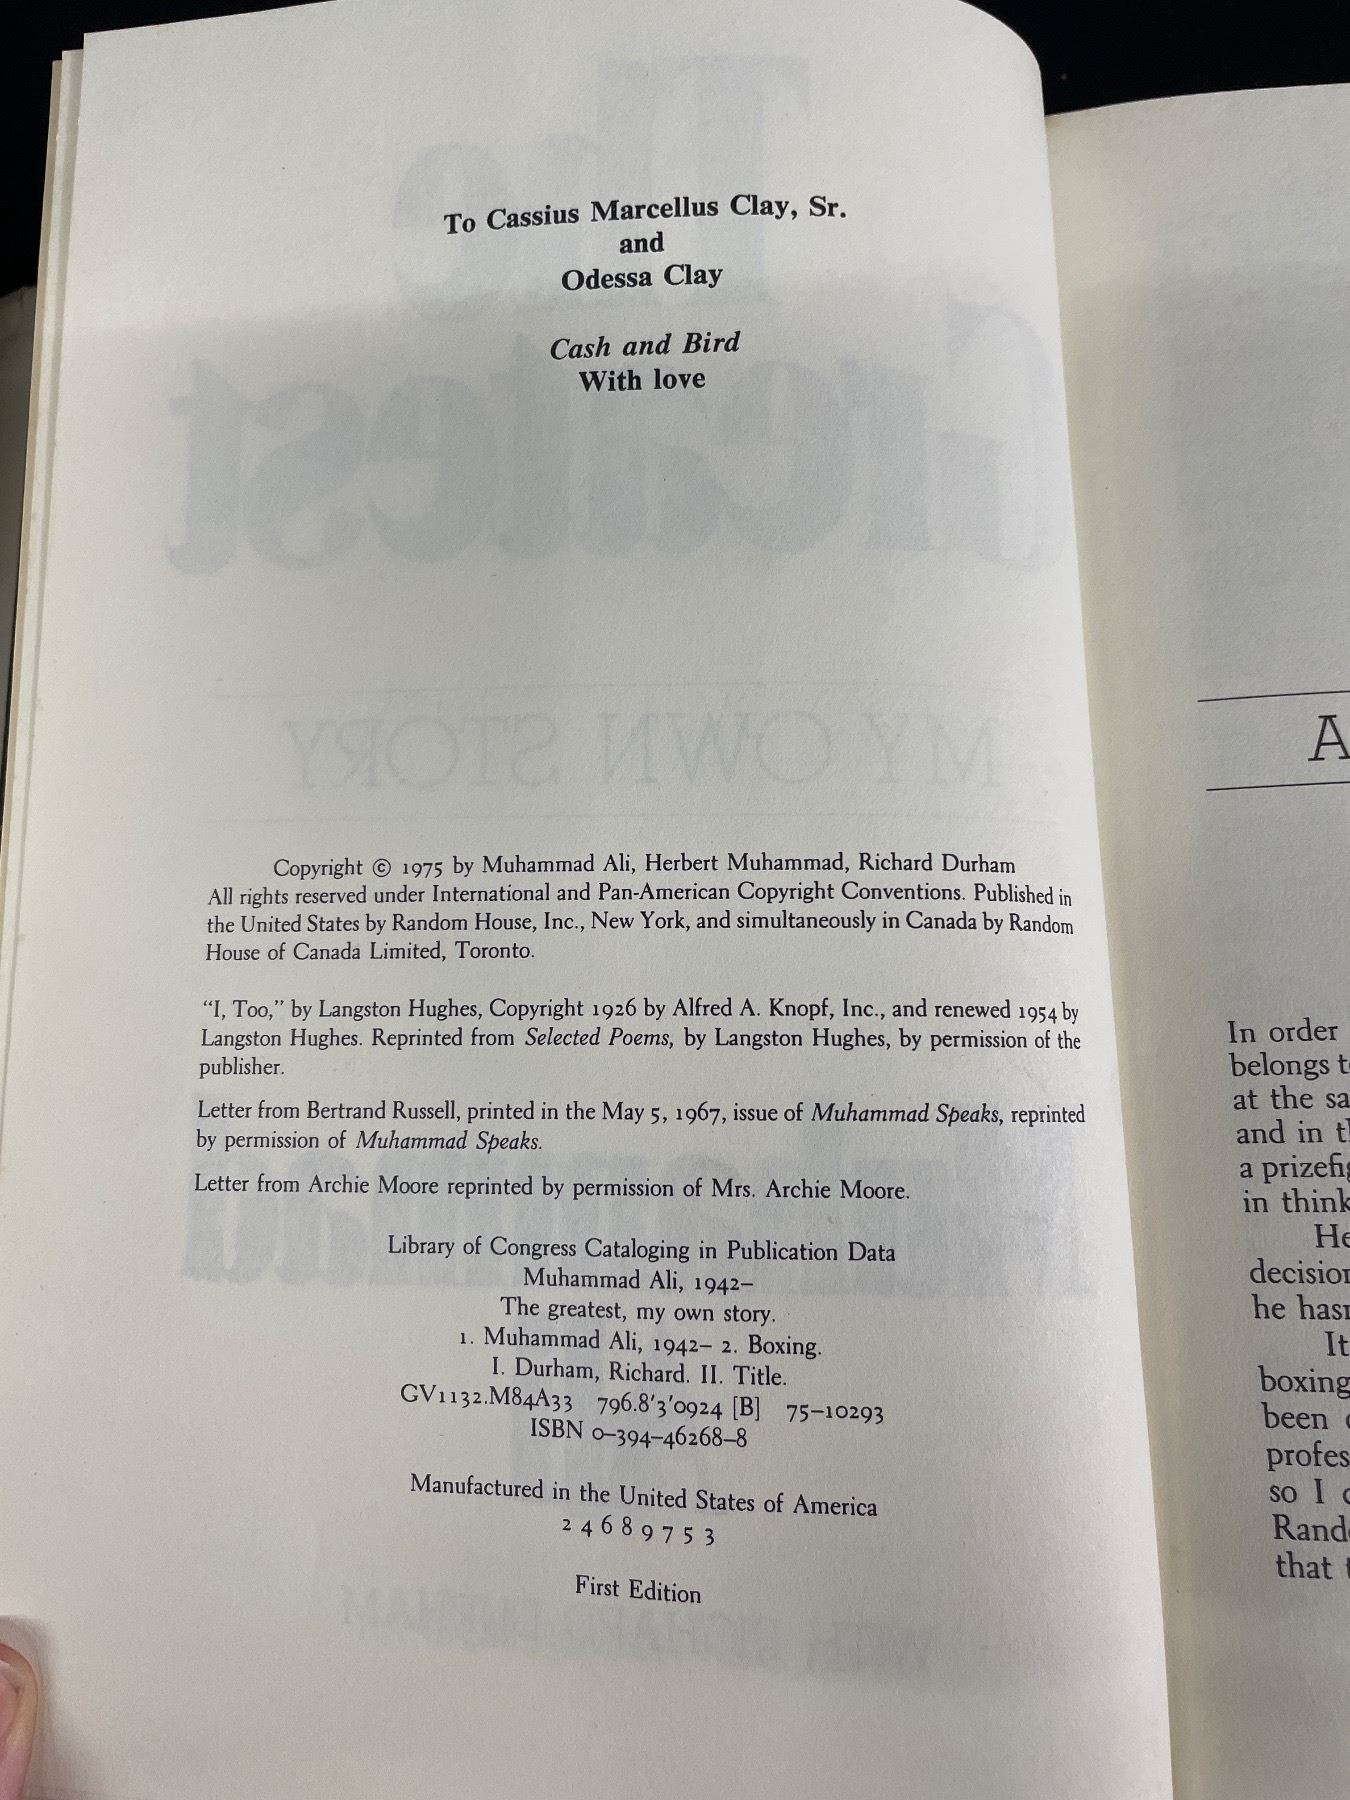 To Cassius Marcellus Clay, Sr.
and
Odessa Clay
Cash and Bird
With love
MY OWN STORY
Copyright © 1975 by Muhammad Ali, Herbert Muhammad, Richard Durham
All rights reserved under International and Pan-American Copyright Conventions. Published in
the United States by Random House, Inc., New York, and simultaneously in Canada by Random
House of Canada Limited, Toronto.
“I, Too,” by Langston Hughes, Copyright 1926 by Alfred A. Knopf, Inc., and renewed 1954 by
Langston Hughes. Reprinted from Selected Poems, by Langston Hughes, by permission of the
publisher.
Letter from Bertrand Russell, printed in the May 5, 1967, issue of Muhammad Speaks, reprinted
by permission of Muhammad Speaks.
Letter from Archie Moore reprinted by permission of Mrs. Archie Moore.
Library of Congress Cataloging in Publication Data
Muhammad Ali, 1942–
The greatest, my own story.
1. Muhammad Ali, 1942– 2. Boxing.
I. Durham, Richard. II. Title.
GV1132.M84A33 796.8'3'0924 [B] 75–10293
ISBN 0–394–46268–8
Manufactured in the United States of America
2 4 6 8 9 7 5 3
First Edition
A
In order
belongs t
at the sa
and in t
a prizefig
in think
He
decision
he has
It
boxing
been
profes
so I
Rand
that